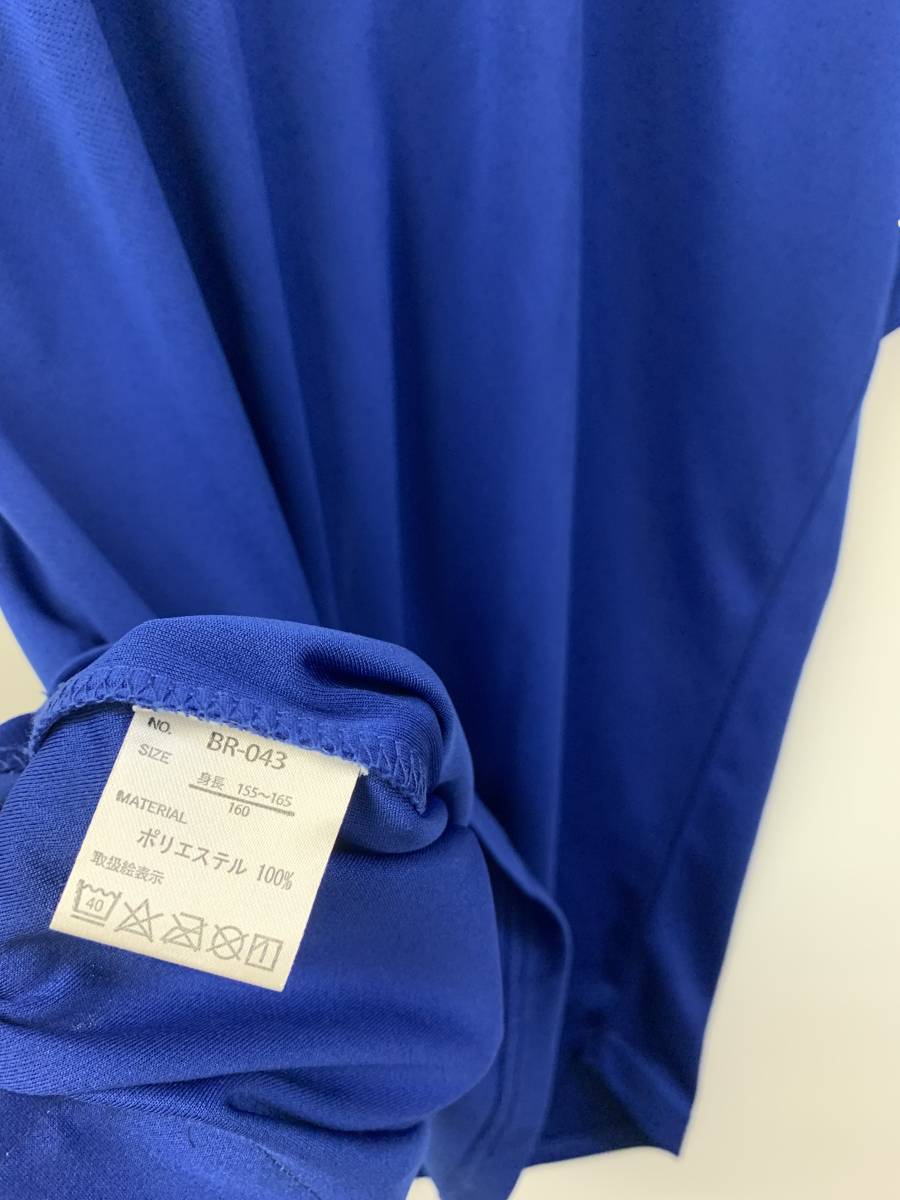 NO. BR-043
SIZE 身長 155~165
160
MATERIAL
ポリエステル 100%
取扱絵表示
40